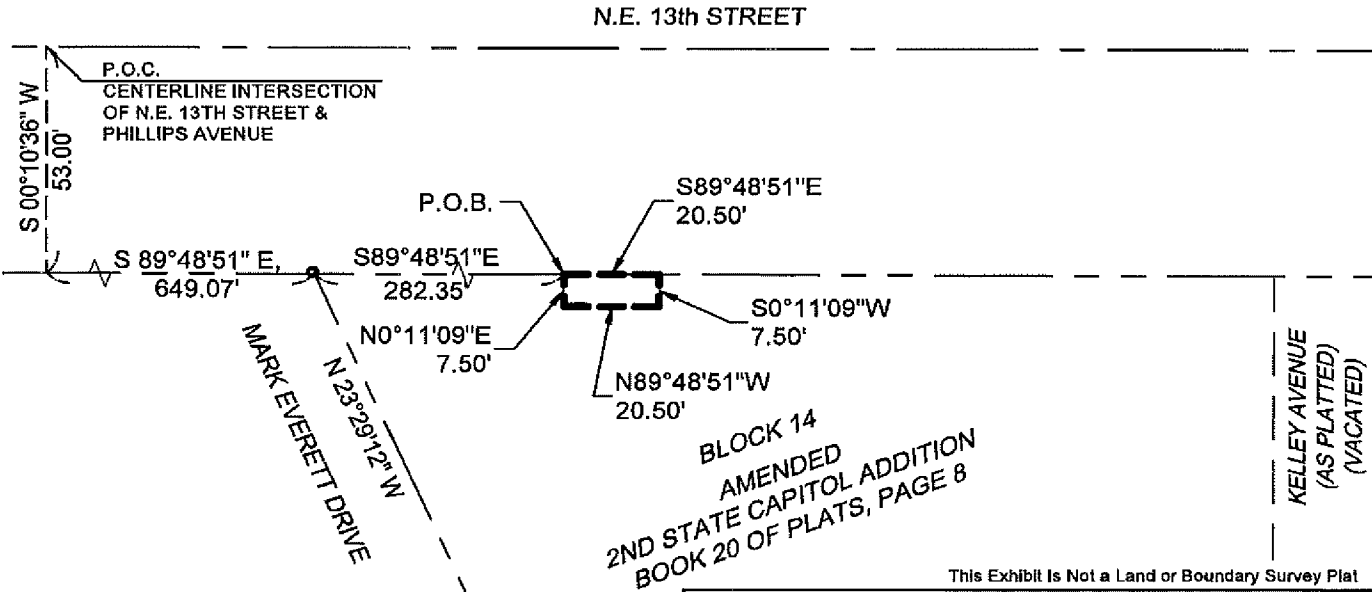 N.E. 13th STREET
P.O.C.
CENTERLINE INTERSECTION
OF N.E. 13TH STREET &
PHILLIPS AVENUE
S 00°10'36" W
53.00'
P.O.B.
S89°48'51"E
20.50'
S 89°48'51" E,
649.07'
S89°48'51"E
282.35'
N0°11'09"E
7.50'
S0°11'09"W
7.50'
N89°48'51"W
20.50'
MARK EVERETT DRIVE
N 23°29'12" W
BLOCK 14
AMENDED
2ND STATE CAPITOL ADDITION
BOOK 20 OF PLATS, PAGE 8
KELLEY AVENUE
(AS PLATTED)
(VACATED)
This Exhibit Is Not a Land or Boundary Survey Plat